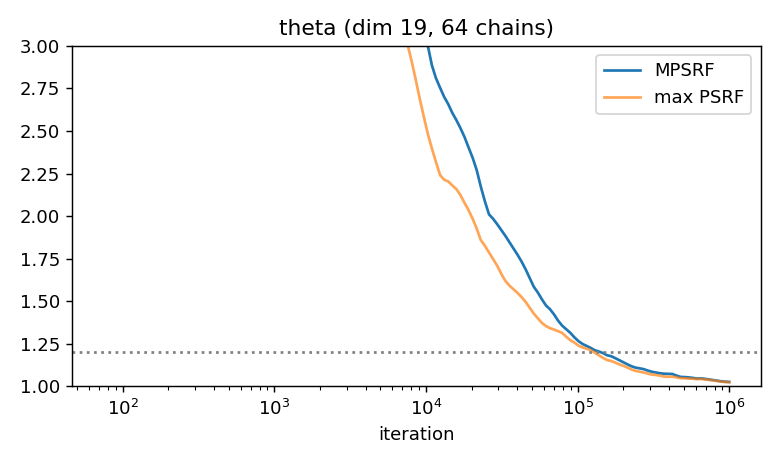 theta (dim 19, 64 chains)
3.00
2.75
2.50
2.25
2.00
1.75
1.50
1.25
1.00
MPSRF
max PSRF
10² 10³ 10⁴ 10⁵ 10⁶
iteration